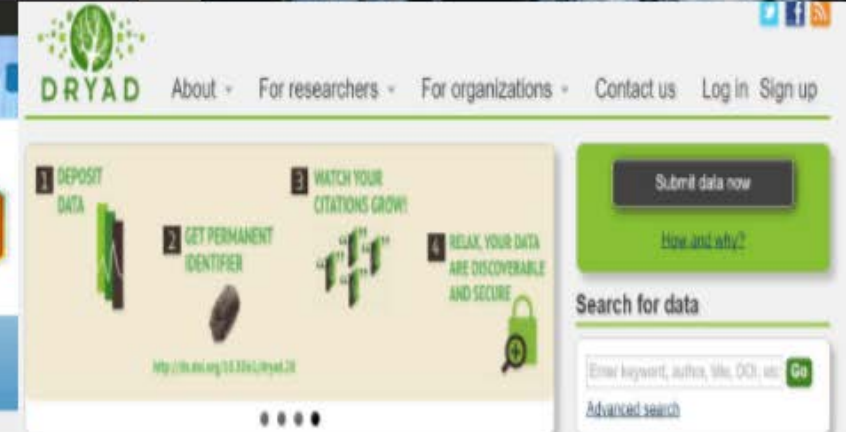 DRYAD
About
For researchers
For organizations
Contact us
Log in
Sign up
1 DEPOSIT
DATA
2 GET PERMANENT
IDENTIFIER
3 WATCH YOUR
CITATIONS GROW!
4 RELAX, YOUR DATA
ARE DISCOVERABLE
AND SECURE
Submit data now
How and why?
Search for data
Enter keyword, author, title, DOI, etc
Go
Advanced search